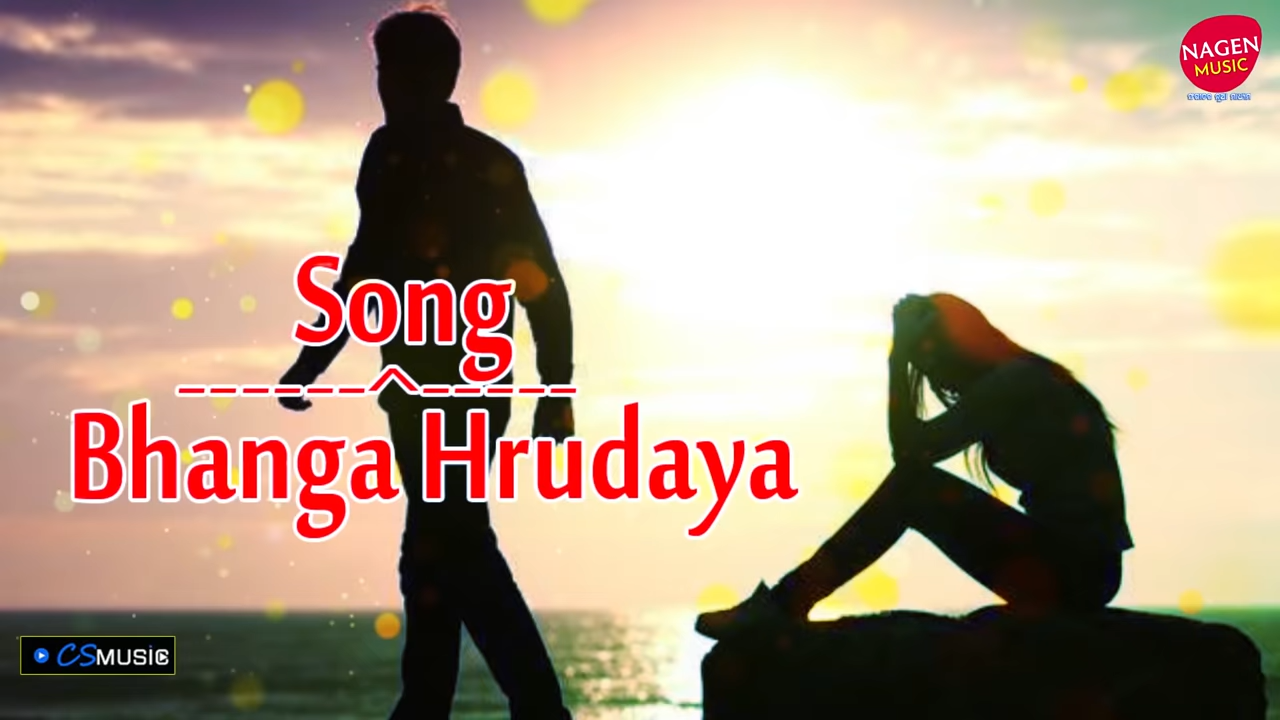 NAGEN
MUSIC
Song
------^-----
Bhanga Hrudaya
CSMUSIC